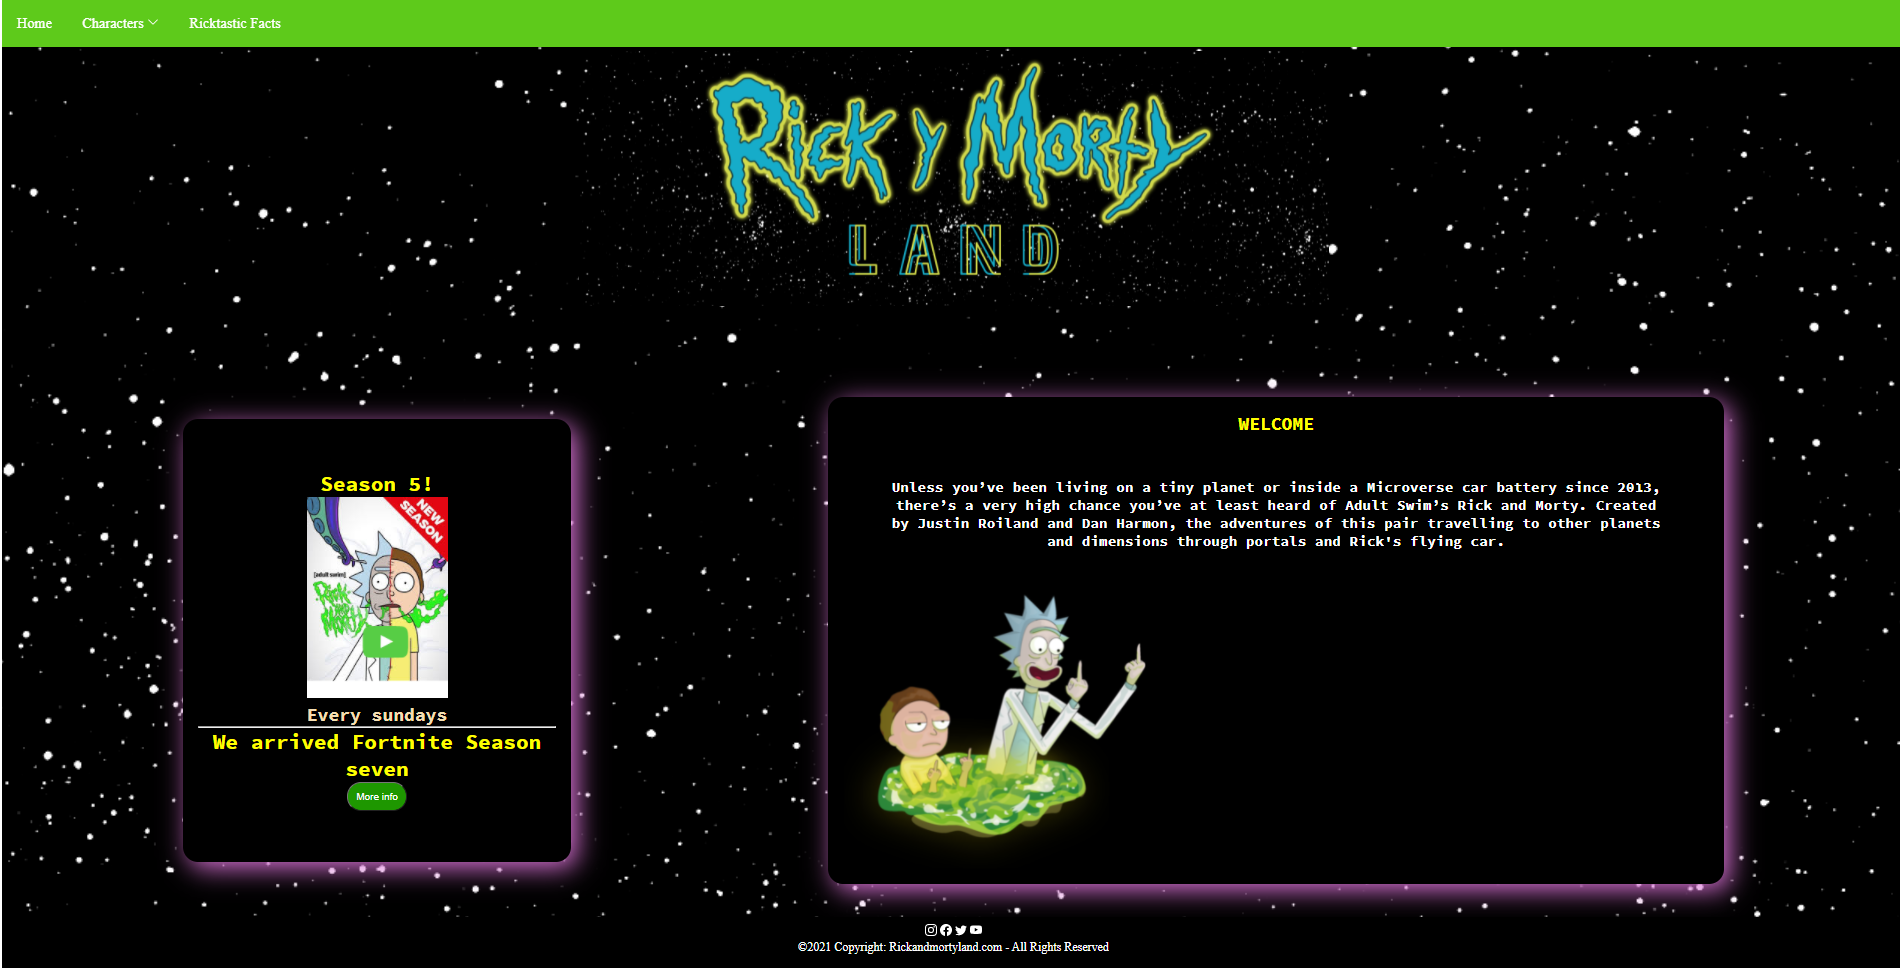 Home Characters Ricktastic Facts
Rick y Morty
LAND
Season 5!
NEW
SEASON
[adult swim]
RICK
AND
MORTY
Every sundays
We arrived Fortnite Season
seven
More info
WELCOME
Unless you’ve been living on a tiny planet or inside a Microverse car battery since 2013,
there’s a very high chance you’ve at least heard of Adult Swim’s Rick and Morty. Created
by Justin Roiland and Dan Harmon, the adventures of this pair travelling to other planets
and dimensions through portals and Rick's flying car.
©2021 Copyright: Rickandmortyland.com - All Rights Reserved